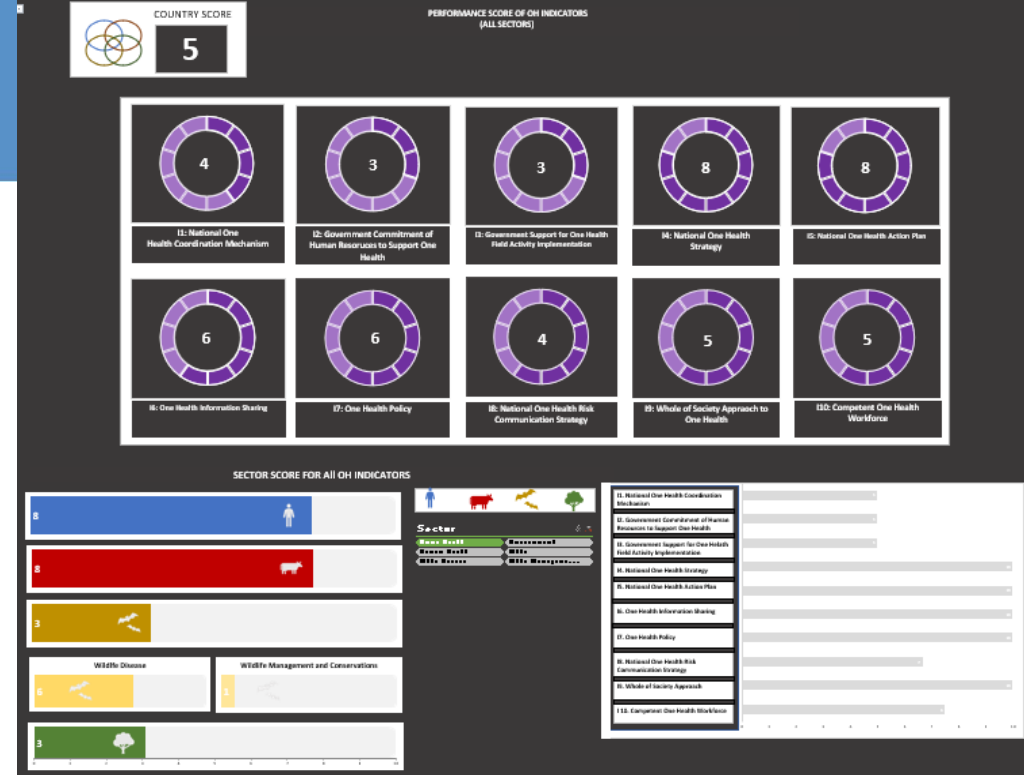 COUNTRY SCORE
5
PERFORMANCE SCORE OF OH INDICATORS
(ALL SECTORS)
4
3
3
8
8
I1: National One
Health Coordination Mechanism
I2: Government Commitment of
Human Resoruces to Support One
Health
I3: Government Support for One Health
Field Activity Implementation
I4: National One Health
Strategy
I5: National One Health Action Plan
6
6
4
5
5
I6: One Health Information Sharing
I7: One Health Policy
I8: National One Health Risk
Communication Strategy
I9: Whole of Society Appraoch to
One Health
I10: Competent One Health
Workforce
SECTOR SCORE FOR All OH INDICATORS
8
8
3
Wildlfe Disease
Wildlife Management and Conservations
6
1
3
Sector
I1. National One Health Coordination
Mechanism
I2. Government Commitment of Human
Resources to Support One Health
I3. Government Support for One Helath
Field Activity Implementation
I4. National One Health Strategy
I5. National One Health Action Plan
I6. One Health Information Sharing
I7. One Health Policy
I8. National One Health Risk
Communication Strategy
I9. Whole of Society Approach
I 10. Competent One Health Workforce